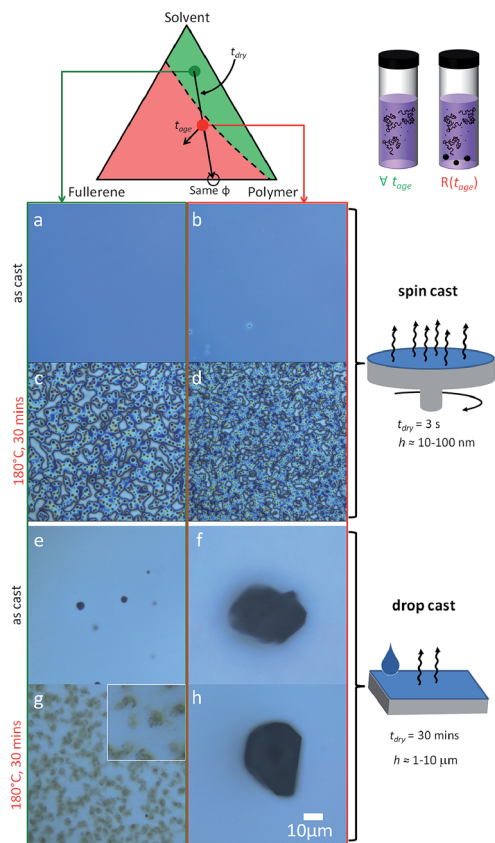 Solvent
t_dry
t_age
Fullerene
Same ϕ
Polymer
∀ t_age
R(t_age)
a
b
as cast
c
d
180°C, 30 mins
spin cast
t_dry = 3 s
h ≈ 10-100 nm
e
f
as cast
g
h
180°C, 30 mins
10μm
drop cast
t_dry = 30 mins
h ≈ 1-10 μm